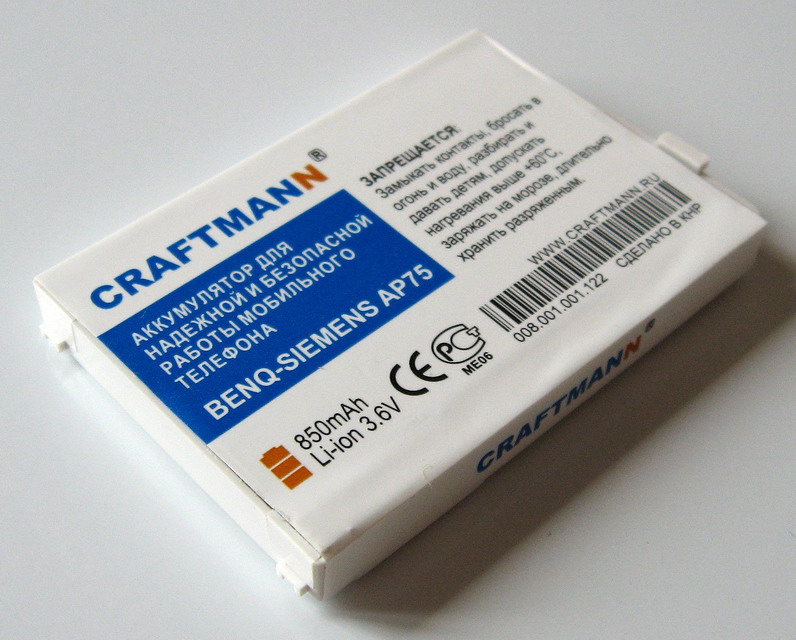 CRAFTMANN®
АККУМУЛЯТОР ДЛЯ
НАДЕЖНОЙ И БЕЗОПАСНОЙ
РАБОТЫ МОБИЛЬНОГО
ТЕЛЕФОНА
BENQ-SIEMENS AP75
850mAh
Li-ion 3.6V
CE PC
ME06
ЗАПРЕЩАЕТСЯ:
Замыкать контакты, бросать в
огонь и воду, разбирать и
давать детям, допускать
нагревания выше +60°C,
заряжать на морозе, длительно
хранить разряженным.
WWW.CRAFTMANN.RU
008.001.001.122
СДЕЛАНО В КНР
CRAFTMANN®